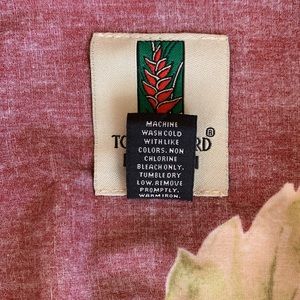 TO RD®
MACHINE
WASH COLD
WITH LIKE
COLORS. NON
CHLORINE
BLEACH ONLY.
TUMBLE DRY
LOW. REMOVE
PROMPTLY.
WARM IRON.